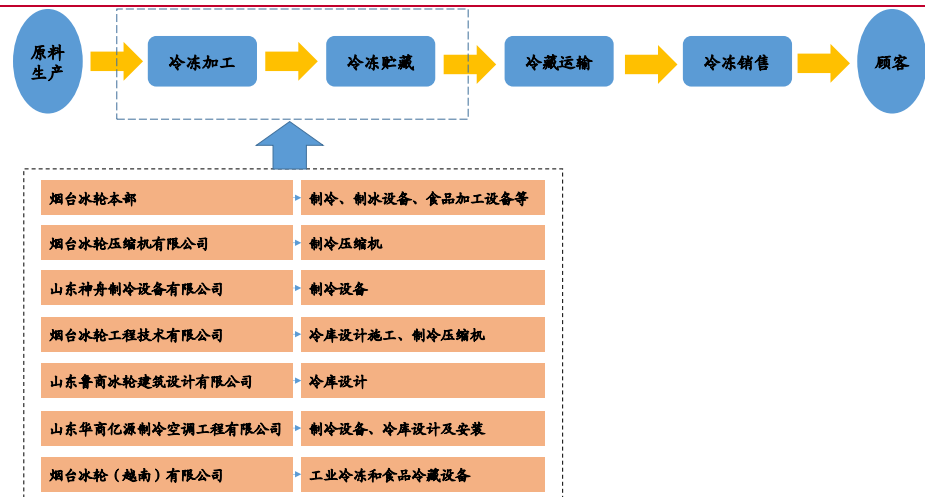 原料
生产
冷冻加工
冷冻贮藏
冷藏运输
冷冻销售
顾客
烟台冰轮本部
制冷、制冰设备、食品加工设备等
烟台冰轮压缩机有限公司
制冷压缩机
山东神舟制冷设备有限公司
制冷设备
烟台冰轮工程技术有限公司
冷库设计施工、制冷压缩机
山东鲁商冰轮建筑设计有限公司
冷库设计
山东华商亿源制冷空调工程有限公司
制冷设备、冷库设计及安装
烟台冰轮（越南）有限公司
工业冷冻和食品冷藏设备